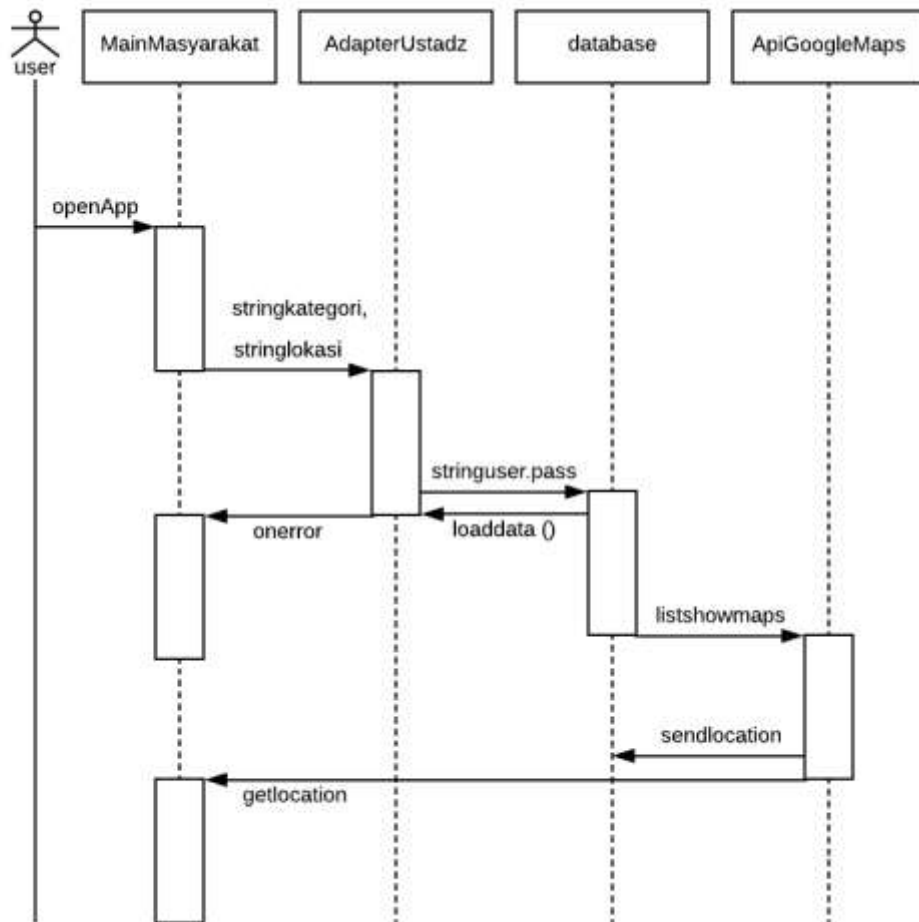 user
MainMasyarakat
AdapterUstadz
database
ApiGoogleMaps
openApp
stringkategori,
stringlokasi
stringuser.pass
loaddata ()
onerror
listshowmaps
sendlocation
getlocation